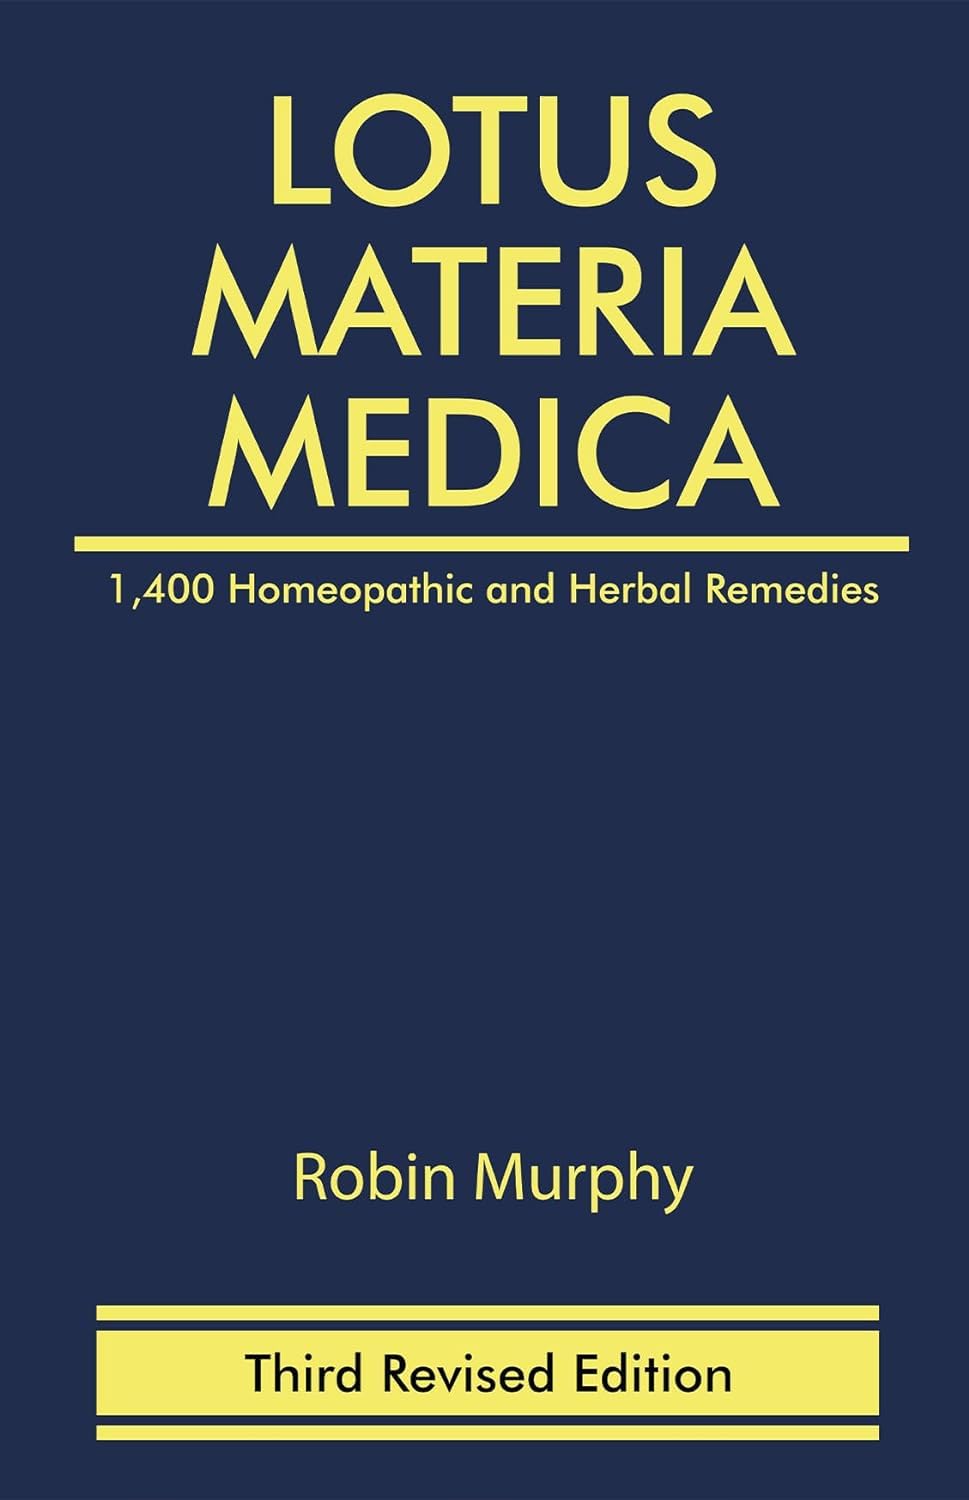 LOTUS
MATERIA
MEDICA
1,400 Homeopathic and Herbal Remedies
Robin Murphy
Third Revised Edition